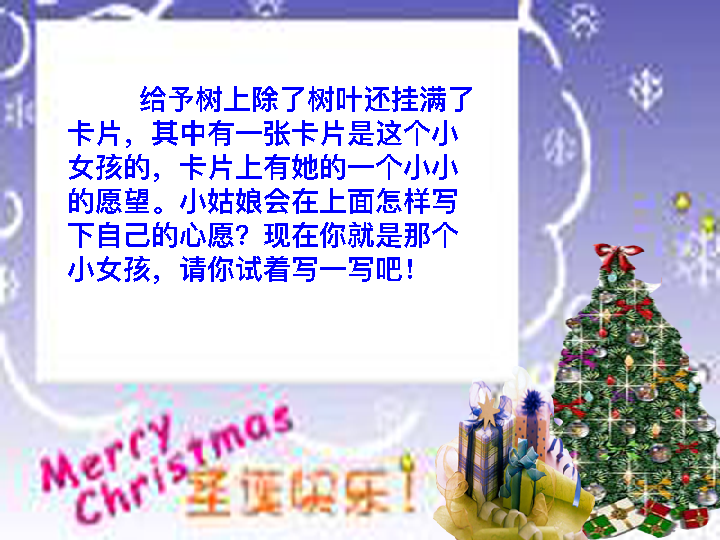 给予树上除了树叶还挂满了
卡片，其中有一张卡片是这个小
女孩的，卡片上有她的一个小小
的愿望。小姑娘会在上面怎样写
下自己的心愿？现在你就是那个
小女孩，请你试着写一写吧！
Merry
Christmas
圣诞快乐！